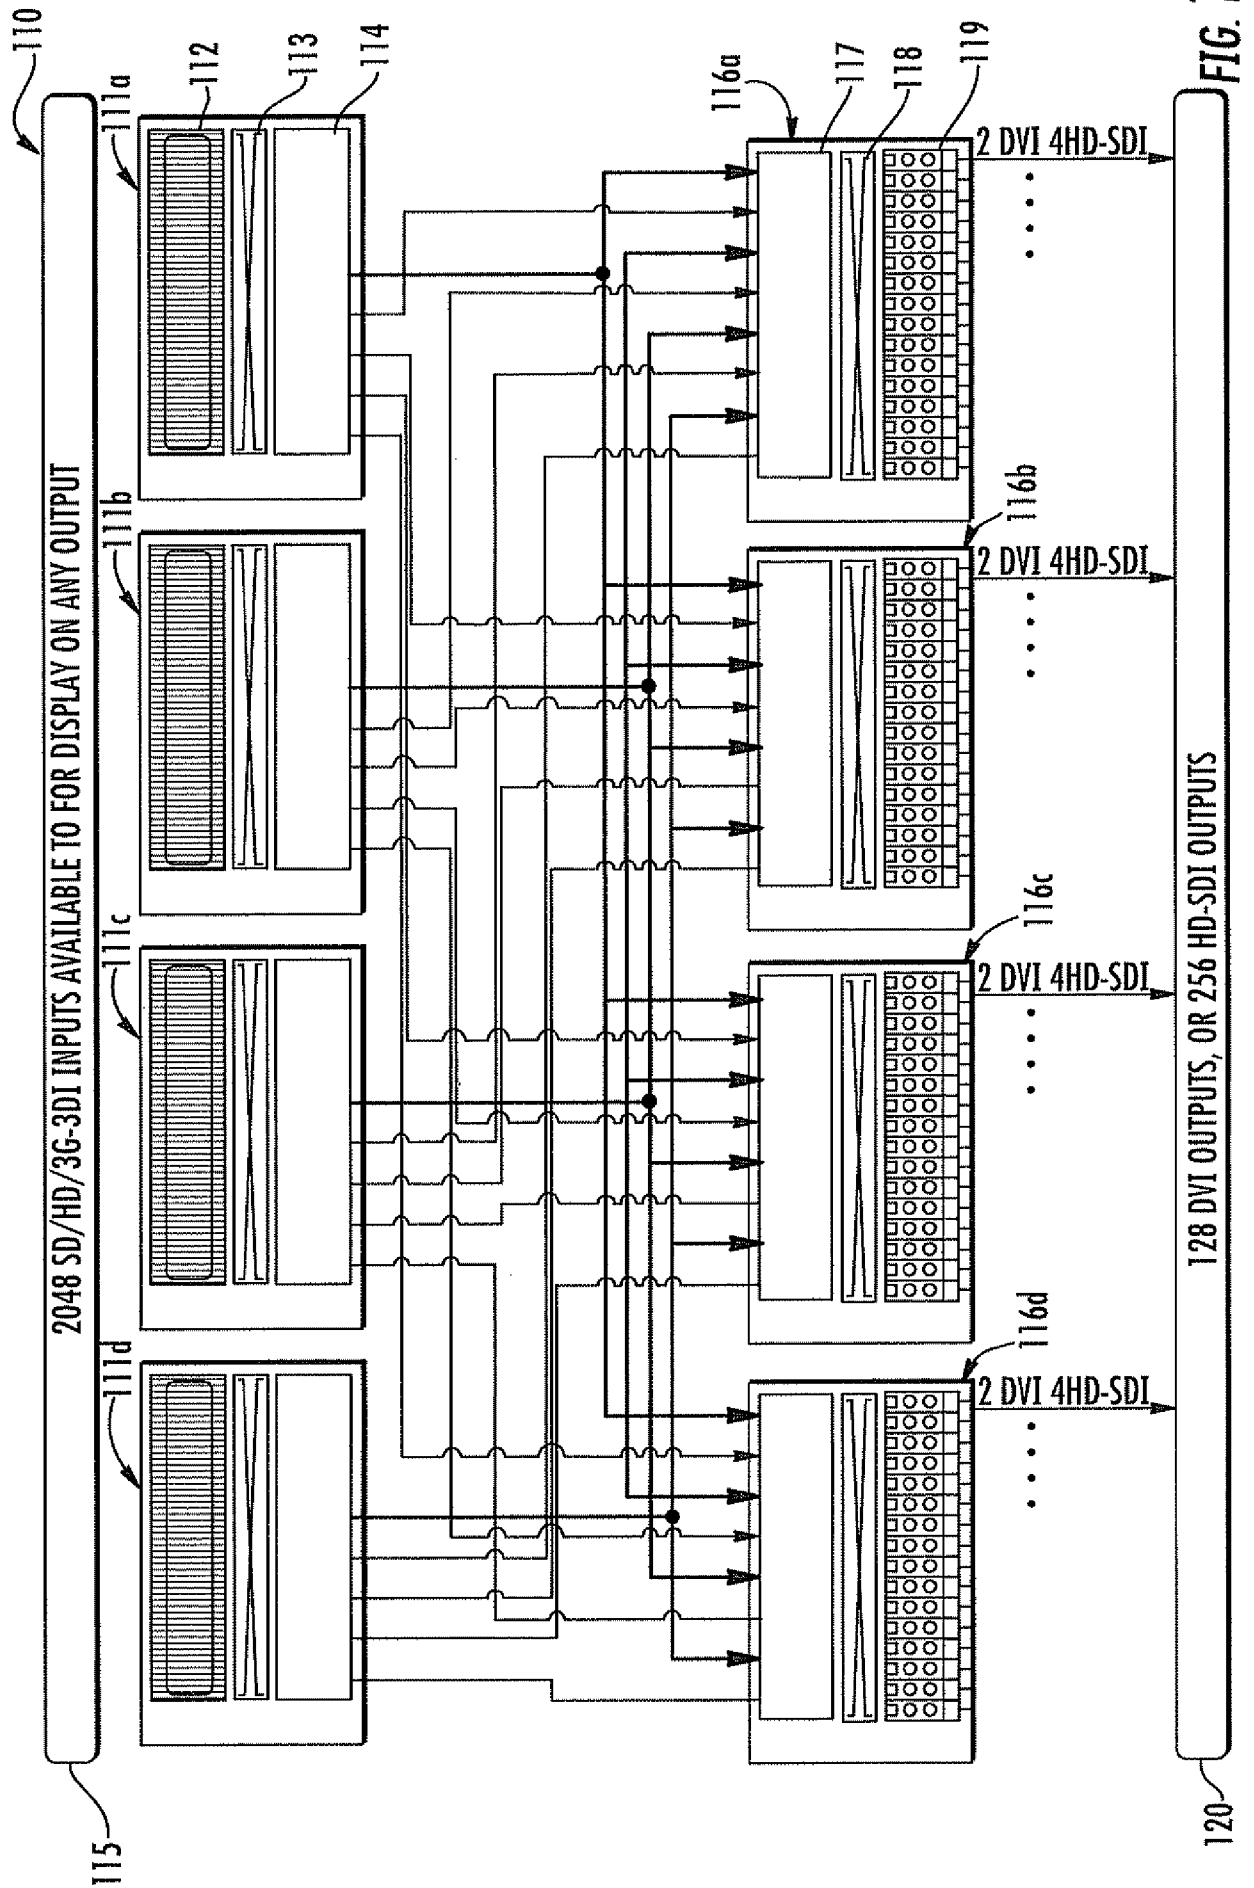 110
2048 SD/HD/3G-3DI INPUTS AVAILABLE TO FOR DISPLAY ON ANY OUTPUT
115
111d
111c
111b
111a
112
113
114
116a
117
118
119
116b
116c
116d
2 DVI 4HD-SDI
2 DVI 4HD-SDI
2 DVI 4HD-SDI
2 DVI 4HD-SDI
128 DVI OUTPUTS, OR 256 HD-SDI OUTPUTS
120
FIG.